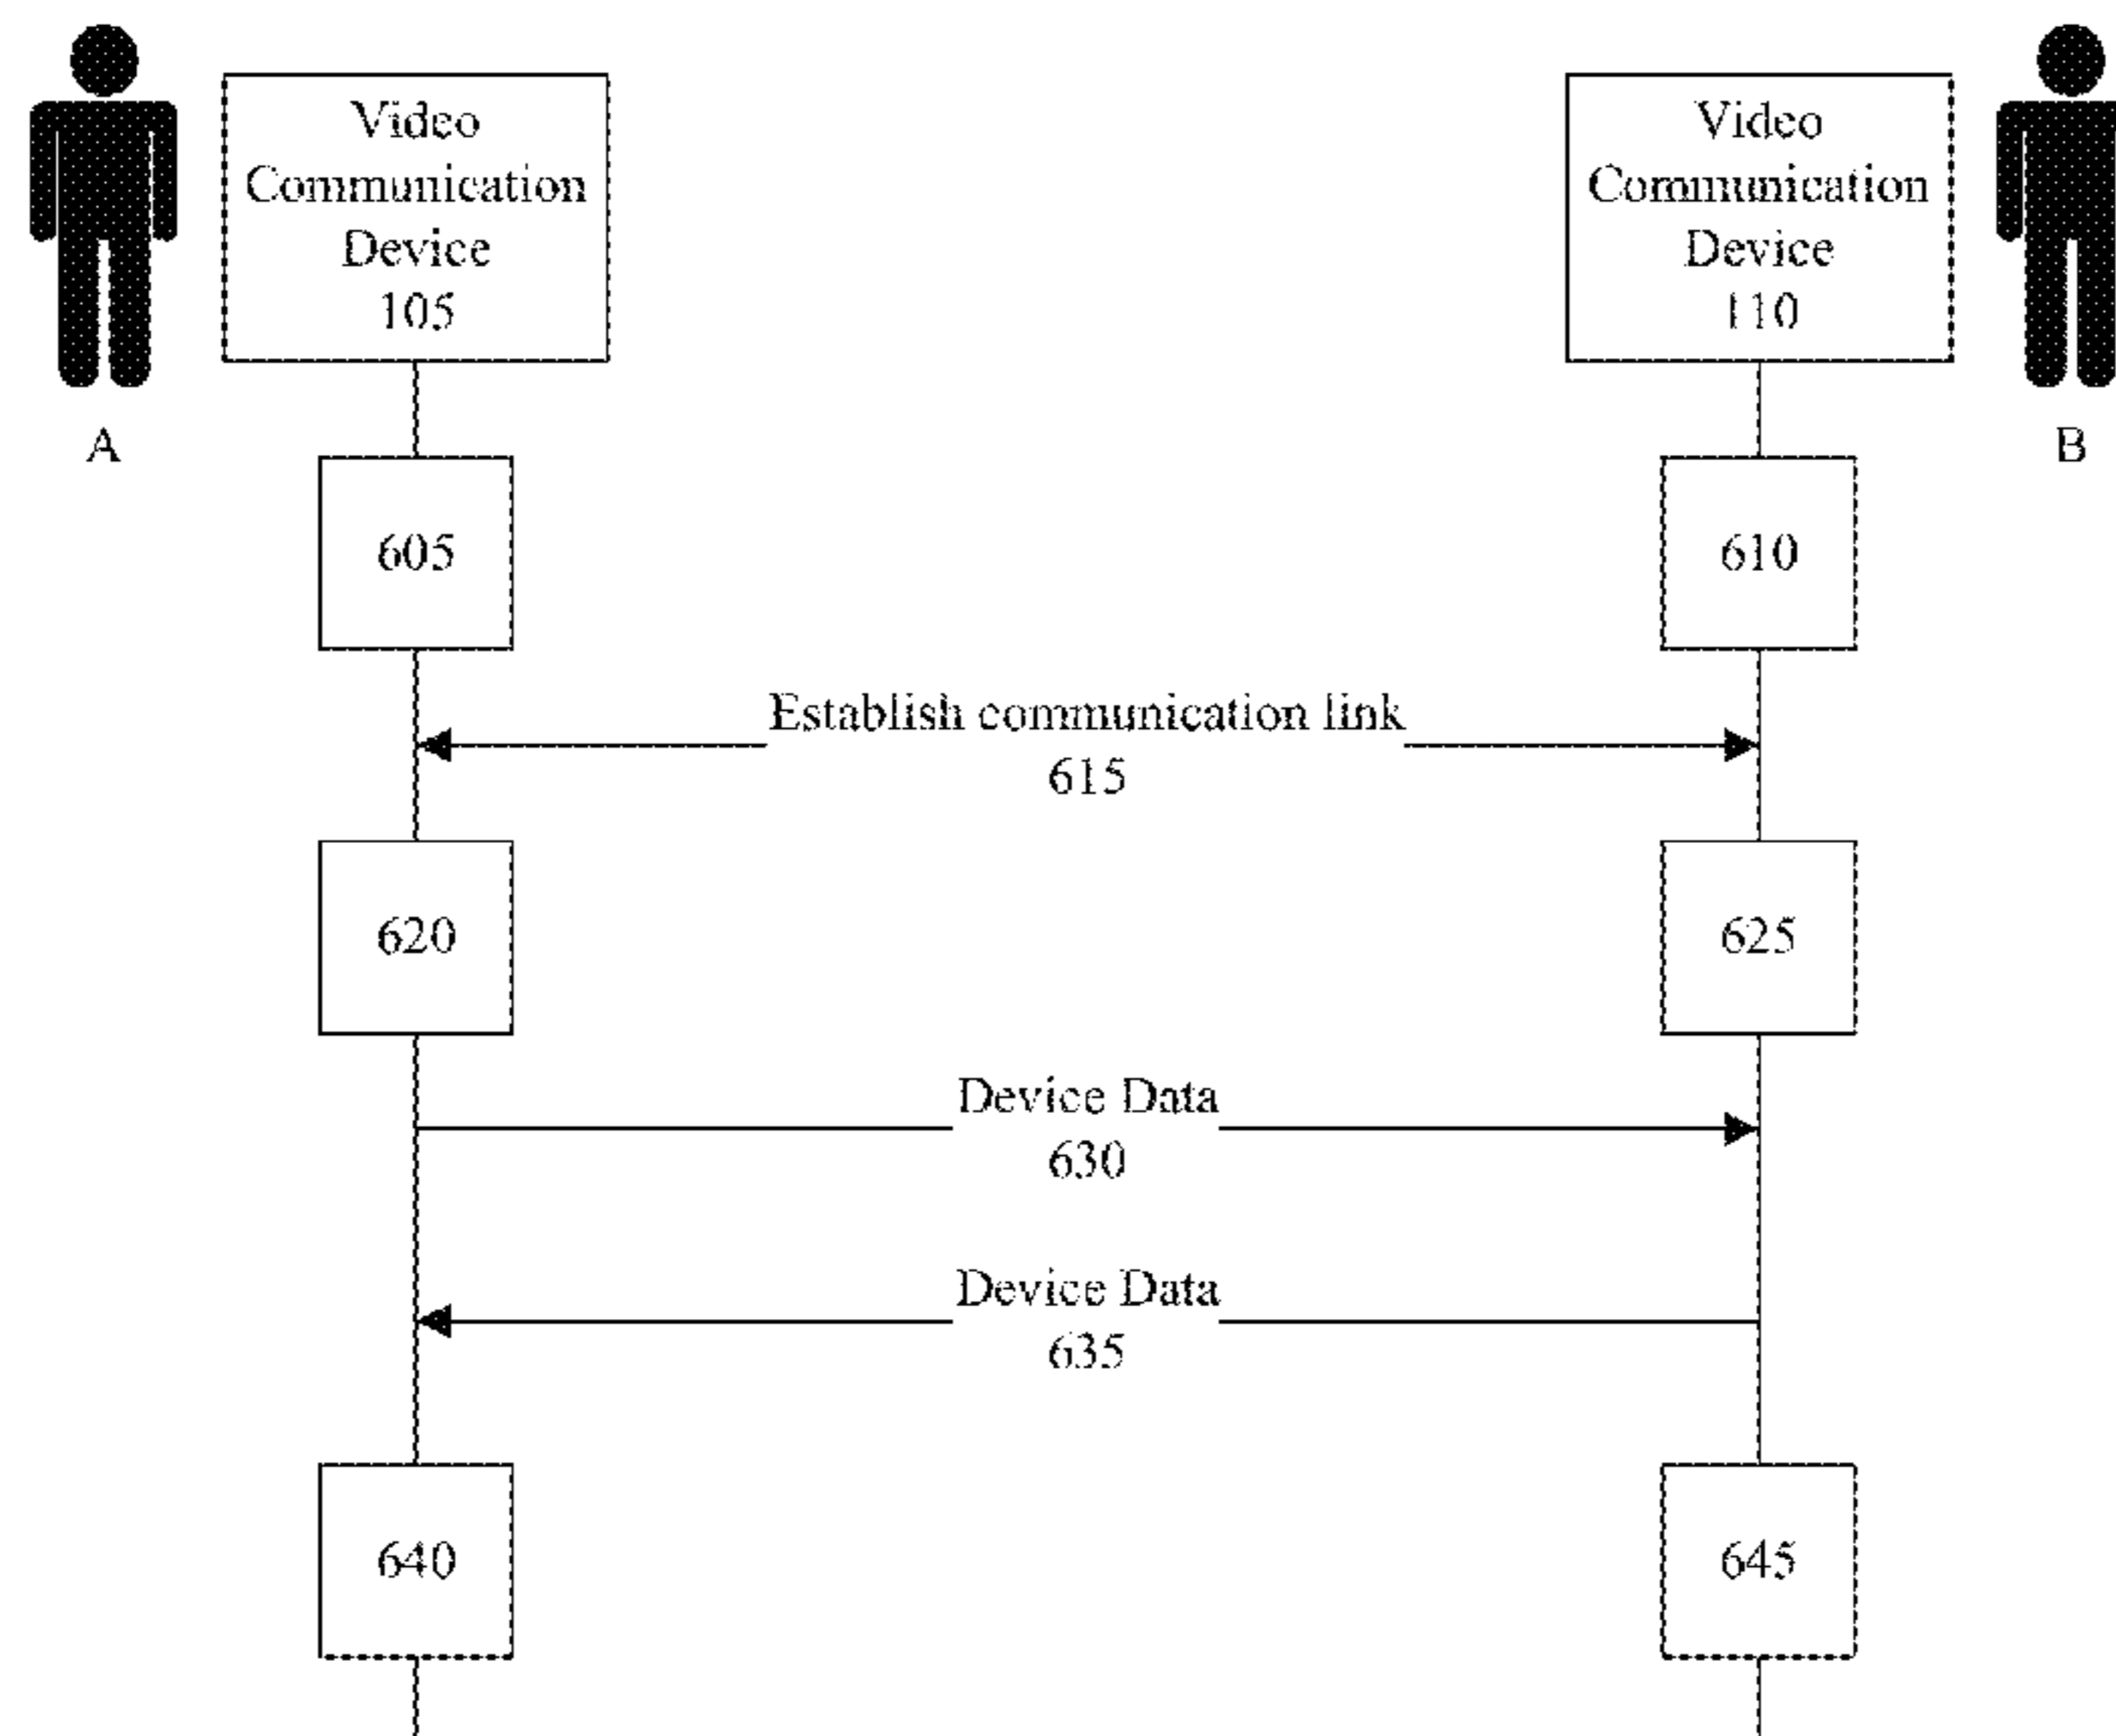 Video
Communication
Device
105
A
Video
Communication
Device
110
B
605
610
Establish communication link
615
620
625
Device Data
630
Device Data
635
640
645